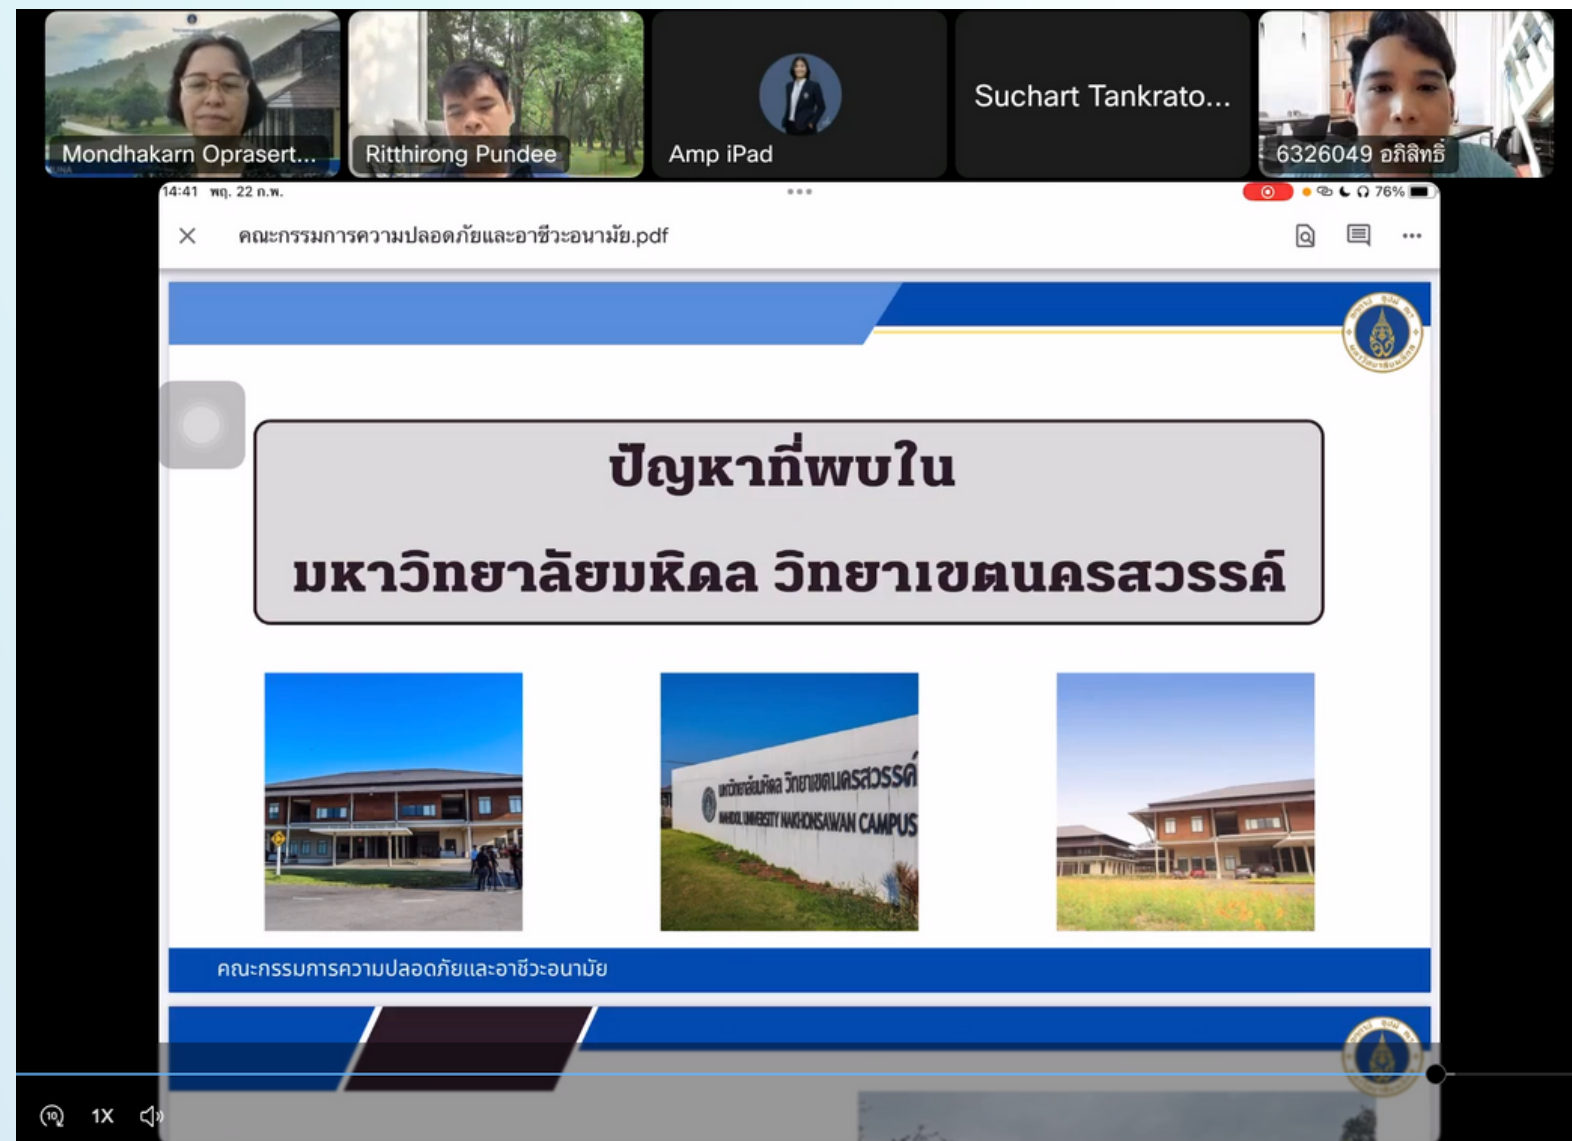 Mondhakarn Oprasert...
Ritthirong Pundee
Amp iPad
Suchart Tankrato...
6326049 อภิสิทธิ์
14:41 พฤ. 22 ก.พ.
76%
คณะกรรมการความปลอดภัยและอาชีวะอนามัย.pdf
ปัญหาที่พบใน
มหาวิทยาลัยมหิดล วิทยาเขตนครสวรรค์
มหาวิทยาลัยมหิดล วิทยาเขตนครสวรรค์
MAHIDOL UNIVERSITY NAKHONSAWAN CAMPUS
คณะกรรมการความปลอดภัยและอาชีวะอนามัย
10
1X